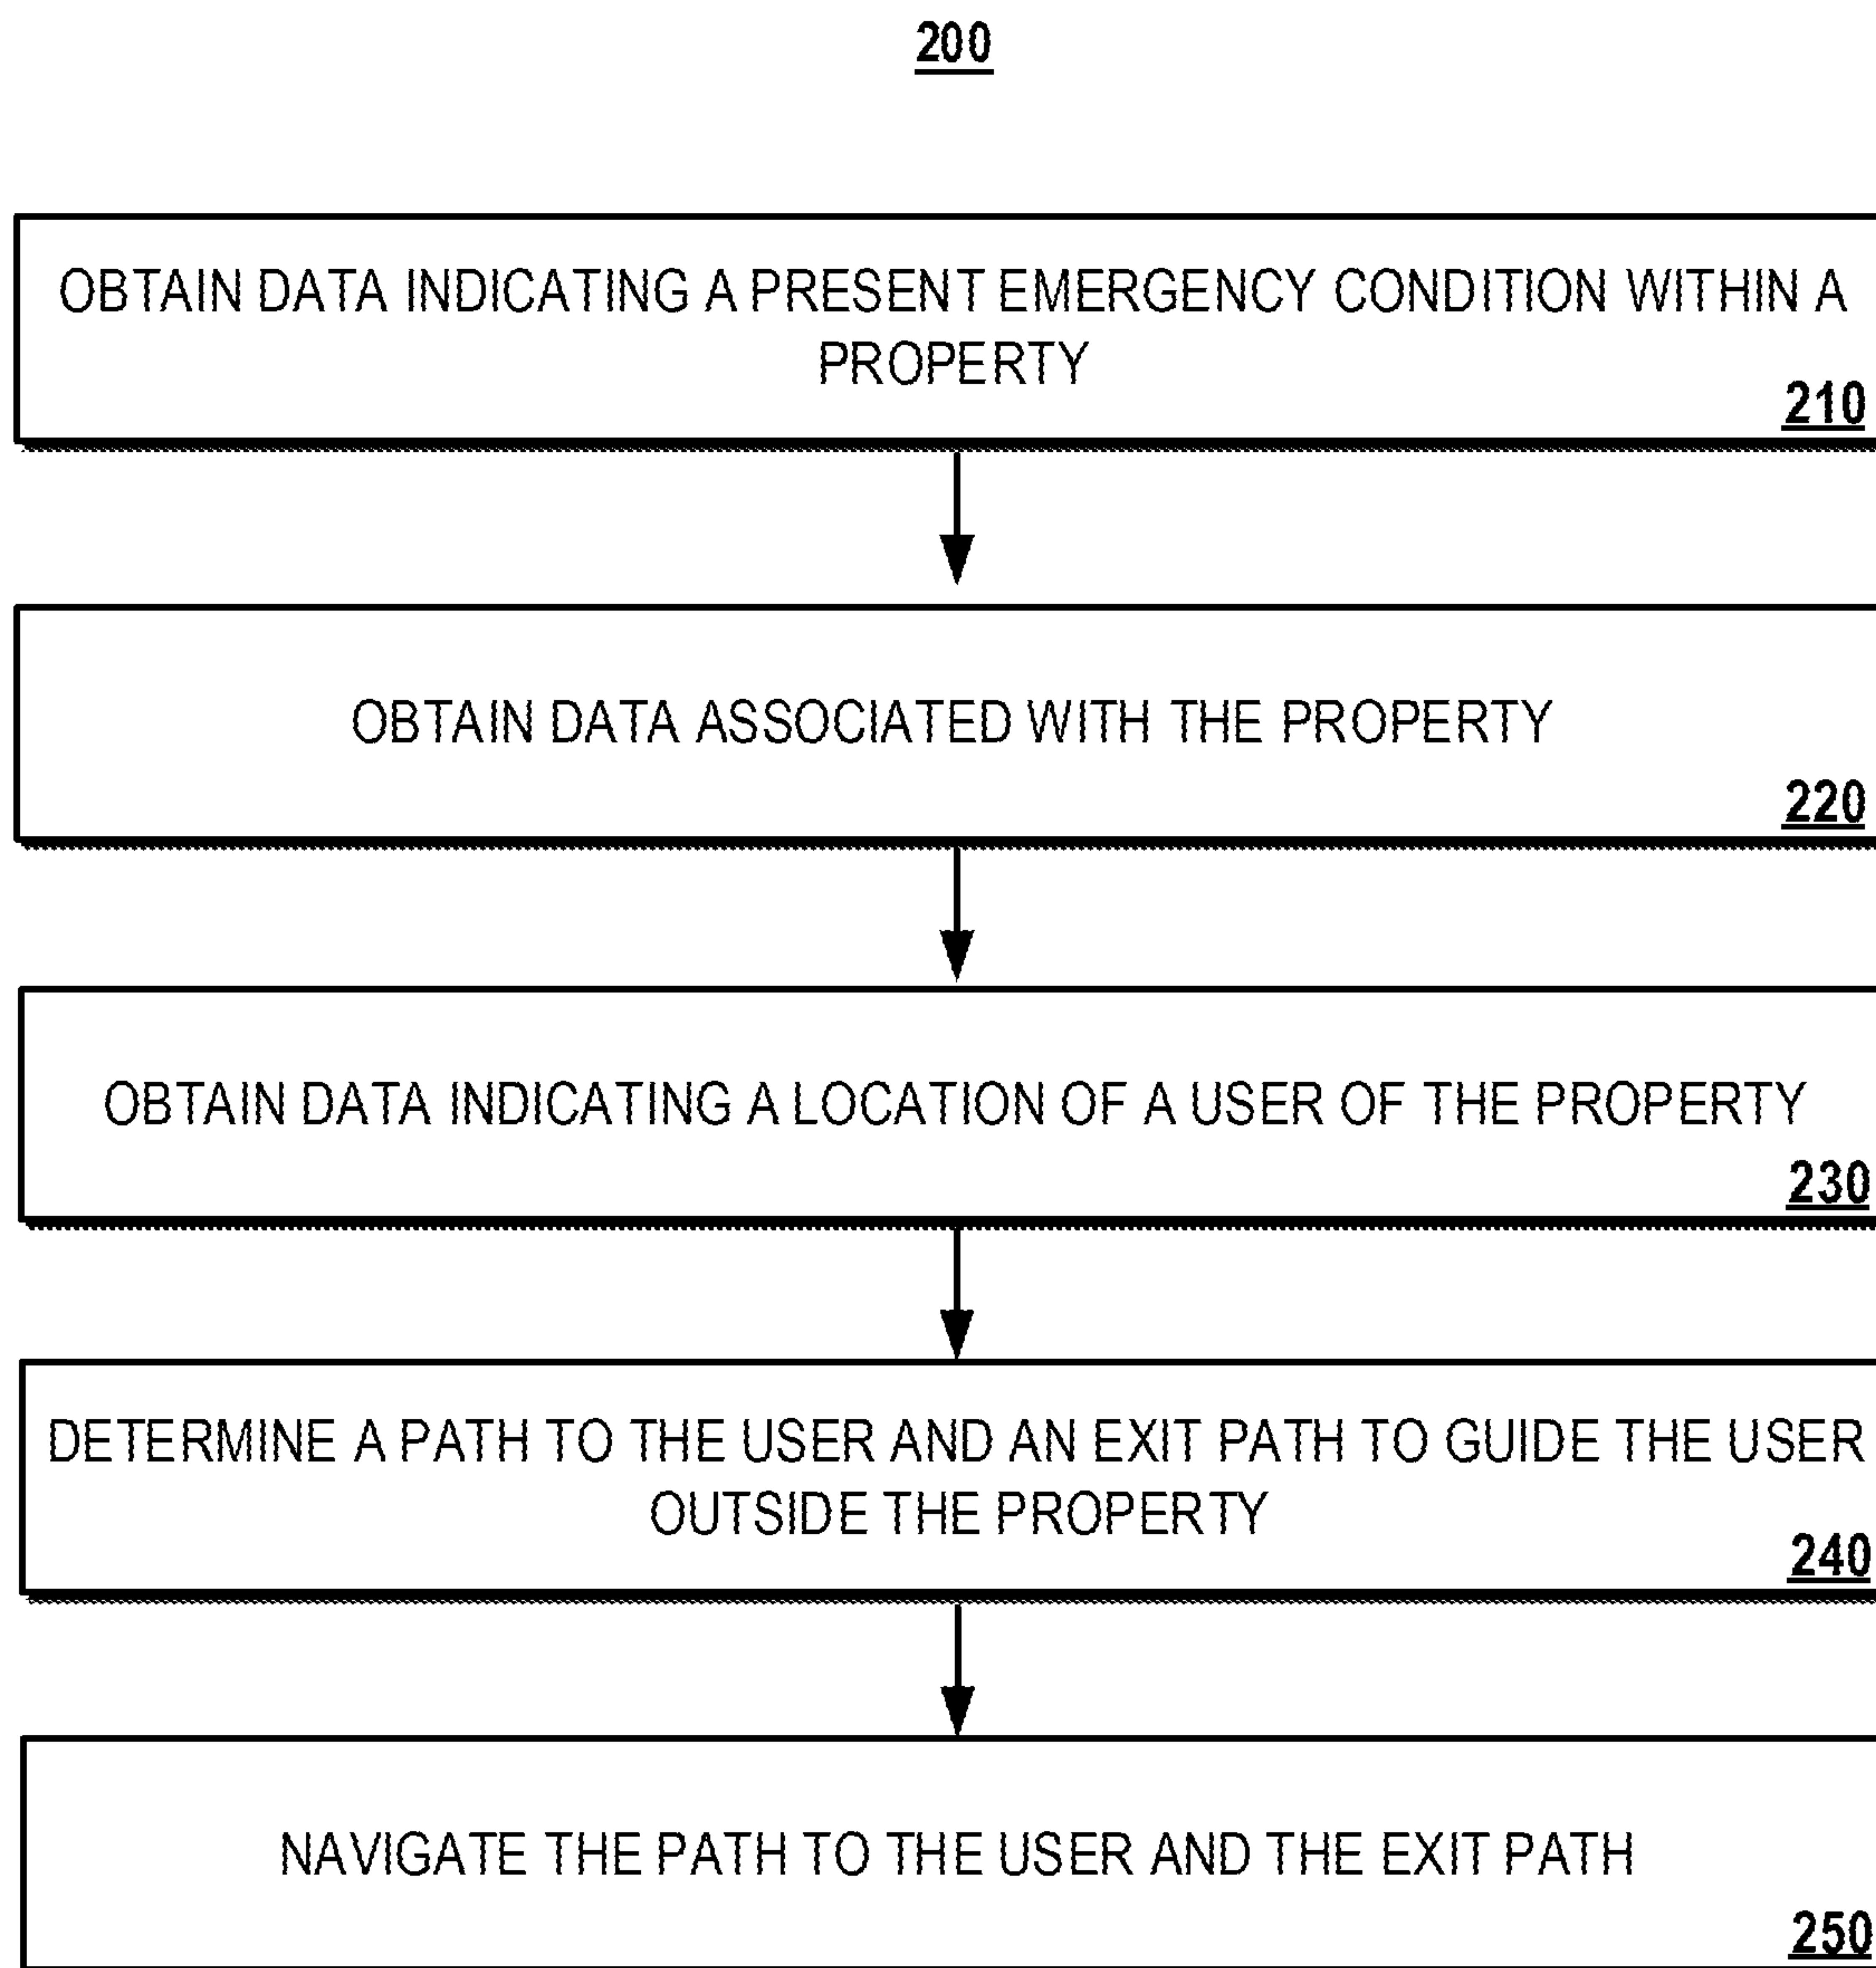 200
OBTAIN DATA INDICATING A PRESENT EMERGENCY CONDITION WITHIN A
PROPERTY
210
OBTAIN DATA ASSOCIATED WITH THE PROPERTY
220
OBTAIN DATA INDICATING A LOCATION OF A USER OF THE PROPERTY
230
DETERMINE A PATH TO THE USER AND AN EXIT PATH TO GUIDE THE USER
OUTSIDE THE PROPERTY
240
NAVIGATE THE PATH TO THE USER AND THE EXIT PATH
250